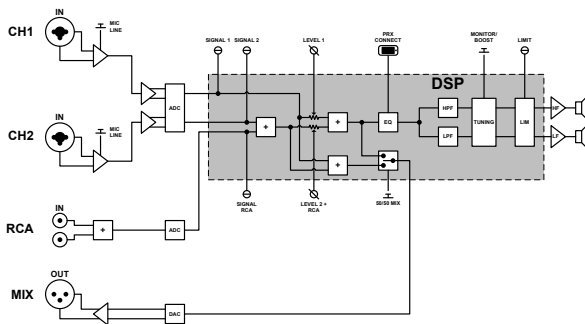 IN
CH1
MIC
LINE
SIGNAL 1
SIGNAL 2
LEVEL 1
PRX
CONNECT
MONITOR/
BOOST
LIMIT
DSP
ADC
HPF
HF
IN
CH2
MIC
LINE
+
+
EQ
TUNING
LIM
LPF
LF
+
SIGNAL
RCA
LEVEL 2 +
RCA
50/50 MIX
IN
RCA
+
ADC
OUT
MIX
DAC